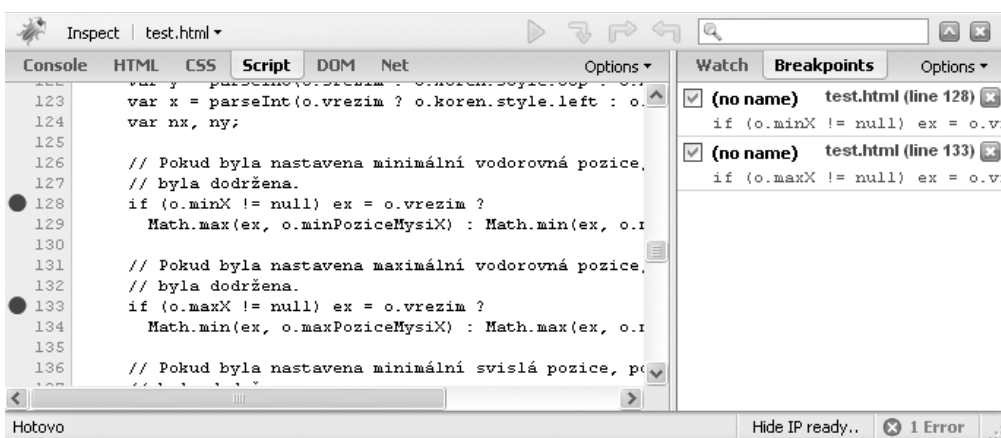 Inspect test.html
Console HTML CSS Script DOM Net Options
Watch Breakpoints Options
123 var x = parseInt(o.vrezim ? o.koren.style.left : o.
124 var nx, ny;
125
126 // Pokud byla nastavena minimální vodorovná pozice,
127 // byla dodržena.
128 if (o.minX != null) ex = o.vrezim ?
129 Math.max(ex, o.minPoziceMysiX) : Math.min(ex, o.
130
131 // Pokud byla nastavena maximální vodorovná pozice,
132 // byla dodržena.
133 if (o.maxX != null) ex = o.vrezim ?
134 Math.min(ex, o.maxPoziceMysiX) : Math.max(ex, o.
135
136 // Pokud byla nastavena minimální svislá pozice,
(no name) test.html (line 128)
if (o.minX != null) ex = o.v
(no name) test.html (line 133)
if (o.maxX != null) ex = o.v
Hotovo
Hide IP ready..
1 Error